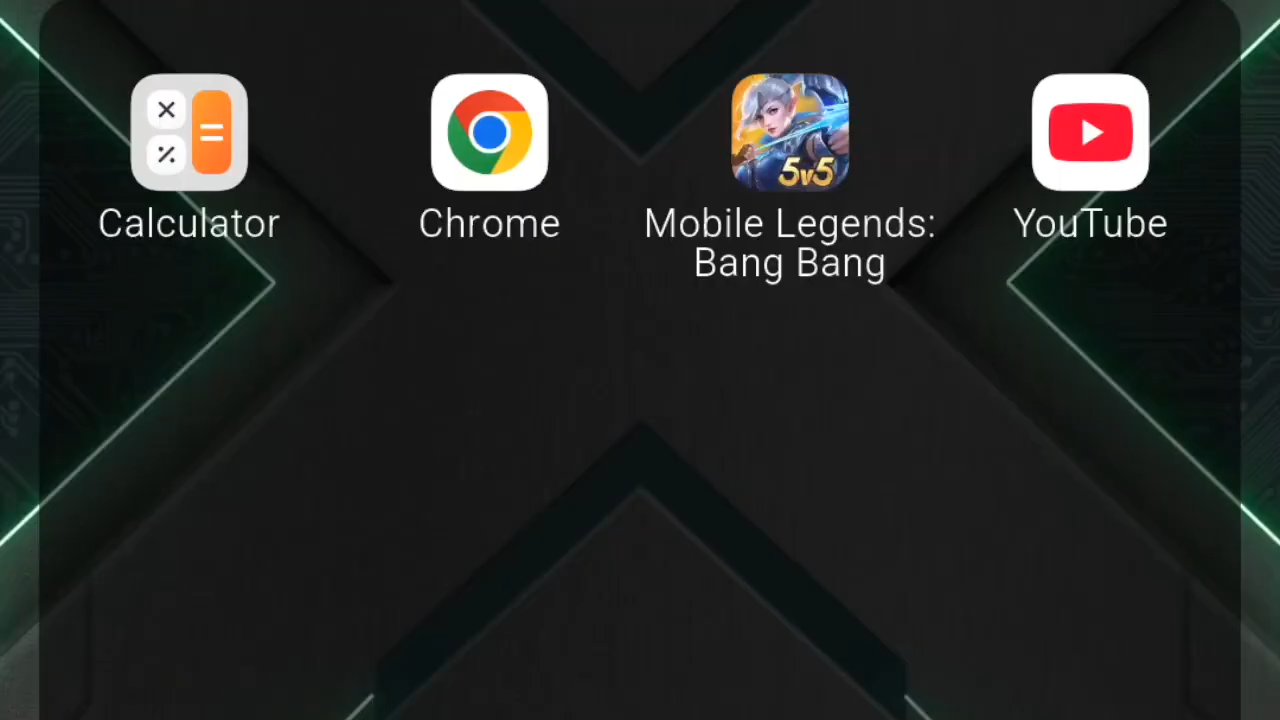 5v5
Calculator
Chrome
Mobile Legends:
Bang Bang
YouTube